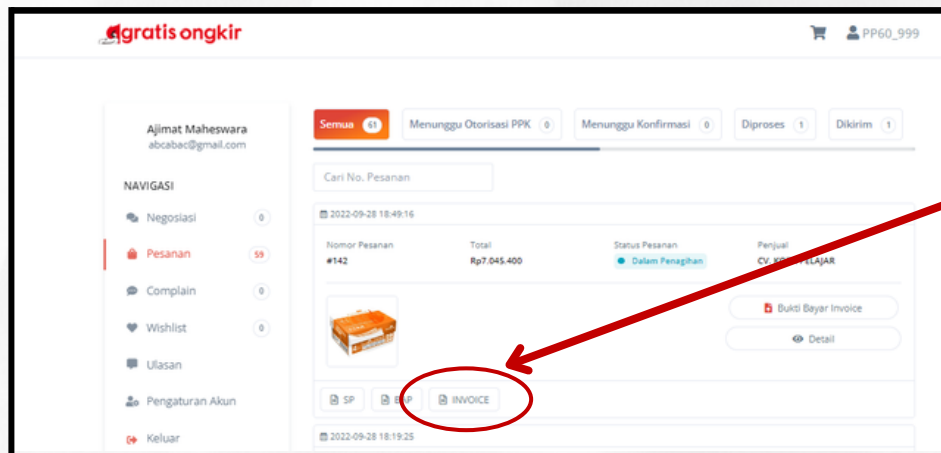 gratis ongkir
PP60_999
Ajimat Maheswara
abcabac@gmail.com
NAVIGASI
Negosiasi 0
Pesanan 59
Complain 0
Wishlist 0
Ulasan
Pengaturan Akun
Keluar
Semua 61 Menunggu Otorisasi PPK 0 Menunggu Konfirmasi 0 Diproses 1 Dikirim 1
Cari No. Pesanan
2022-09-28 18:49:16
Nomor Pesanan Total Status Pesanan Penjual
#142 Rp7.045.400 Dalam Penagihan CV.
Bukti Bayar Invoice
Detail
SP INVOICE
2022-09-28 18:19:25